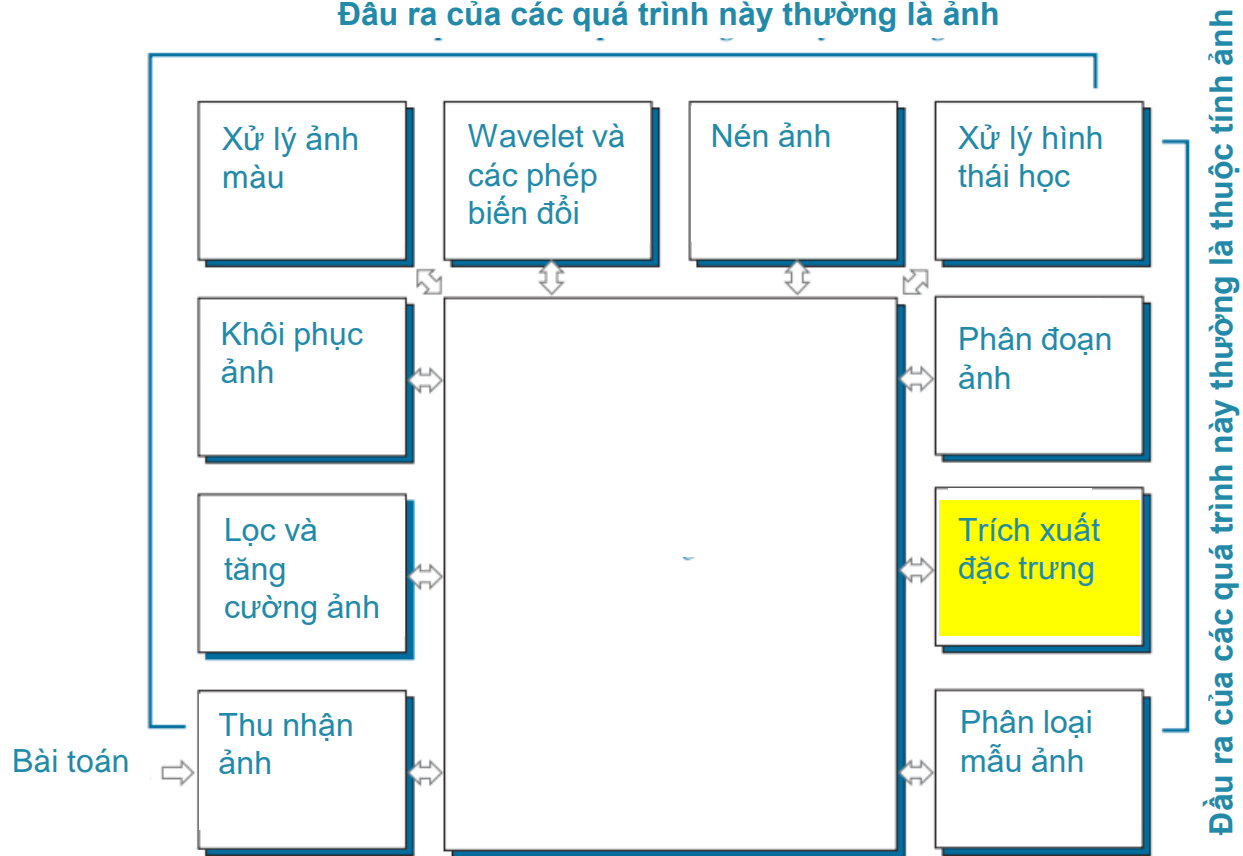 Đầu ra của các quá trình này thường là ảnh
Xử lý ảnh
màu
Wavelet và
các phép
biến đổi
Nén ảnh
Xử lý hình
thái học
Khôi phục
ảnh
Phân đoạn
ảnh
Lọc và
tăng
cường ảnh
Trích xuất
đặc trưng
Bài toán
Thu nhận
ảnh
Phân loại
mẫu ảnh
Đầu ra của các quá trình này thường là thuộc tính ảnh